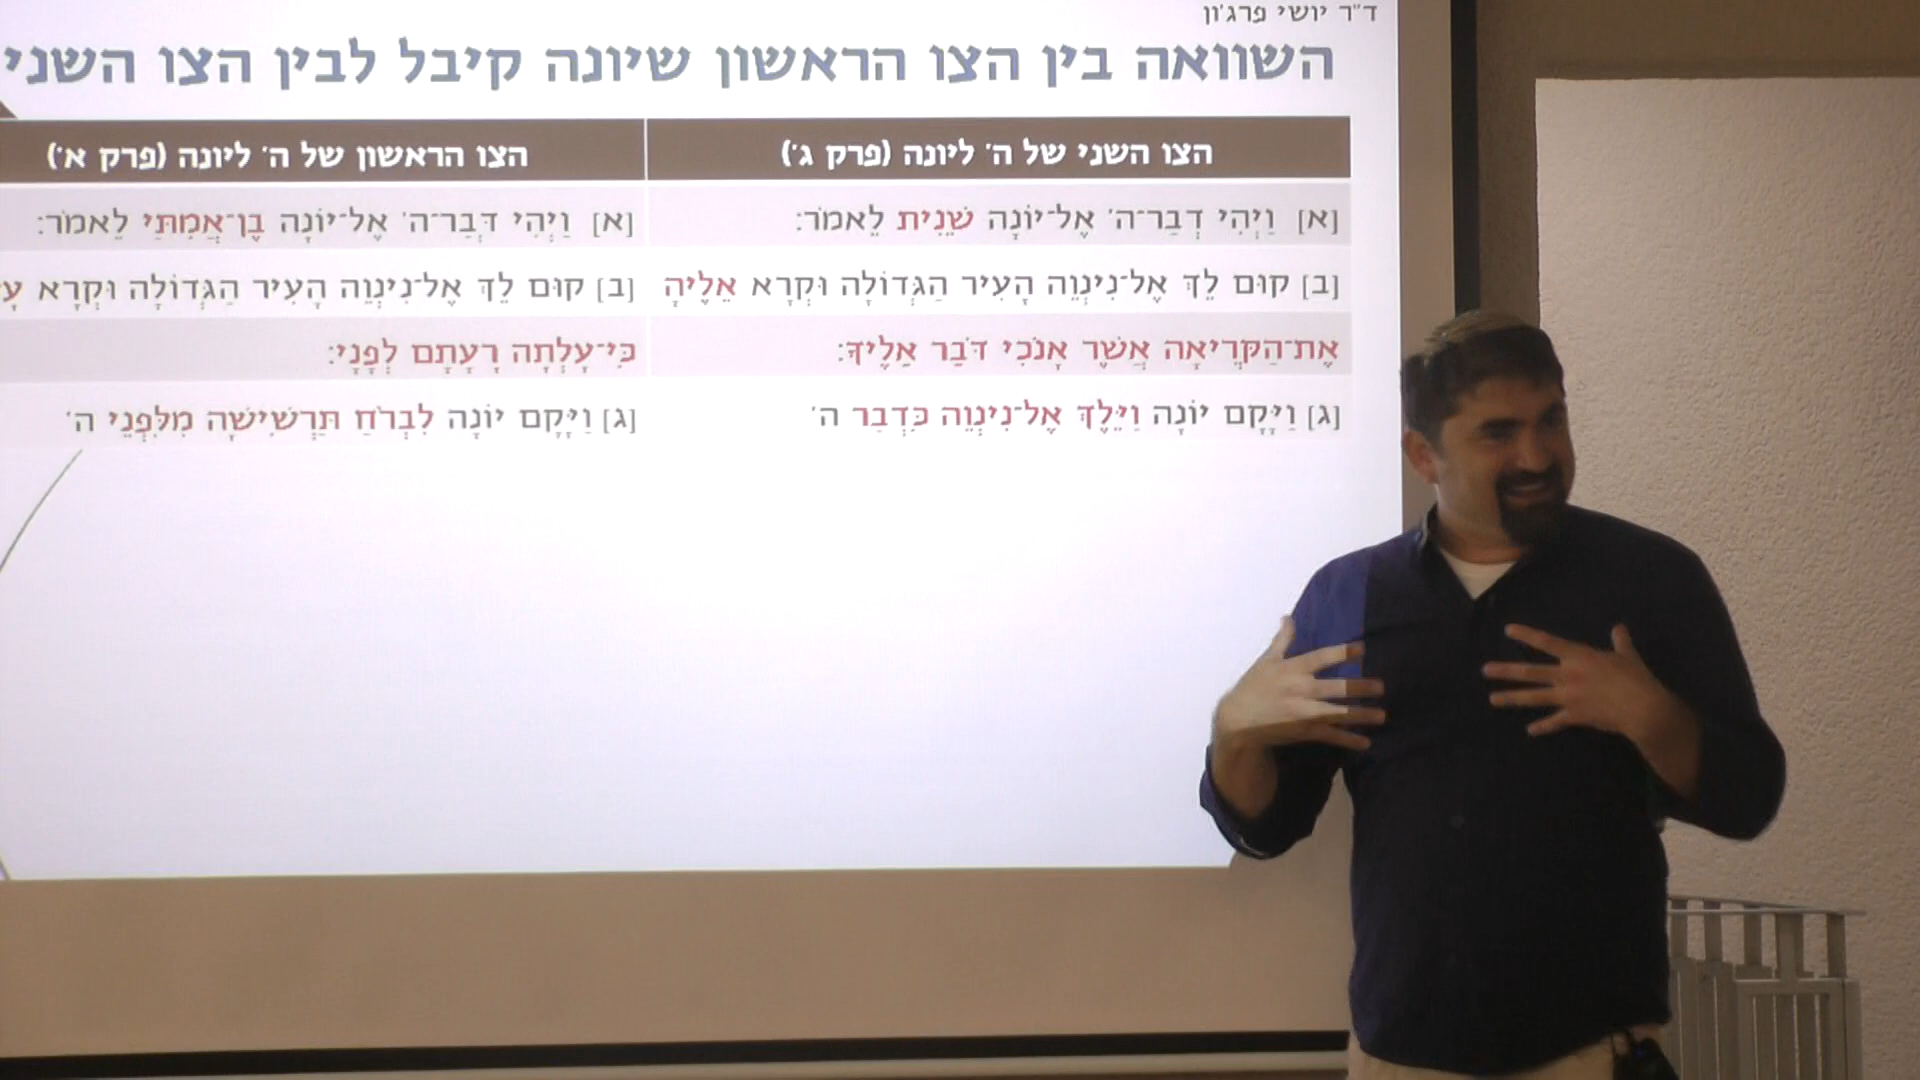 ד״ר יושי פרג'ון
השוואה בין הצו הראשון שיונה קיבל לבין הצו השני
הצו השני של ה' ליונה (פרק ג')
[א] וַיְהִי דְבַר־ה' אֶל־יוֹנָה שֵׁנִית לֵאמֹר:
[ב] קוּם לֵךְ אֶל־נִינְוֵה הָעִיר הַגְּדוֹלָה וּקְרָא אֵלֶיהָ
אֶת־הַקְּרִיאָה אֲשֶׁר אָנֹכִי דֹּבֵר אֵלֶיךָ:
[ג] וַיָּקָם יוֹנָה וַיֵּלֶךְ אֶל־נִינְוֵה כִּדְבַר ה'
הצו הראשון של ה' ליונה (פרק א')
[א] וַיְהִי דְּבַר־ה' אֶל־יוֹנָה בֶן־אֲמִתַּי לֵאמֹר:
[ב] קוּם לֵךְ אֶל־נִינְוֵה הָעִיר הַגְּדוֹלָה וּקְרָא
כִּי־עָלְתָה רָעָתָם לְפָנָי:
[ג] וַיָּקָם יוֹנָה לִבְרֹחַ תַּרְשִׁישָׁה מִלִּפְנֵי ה'